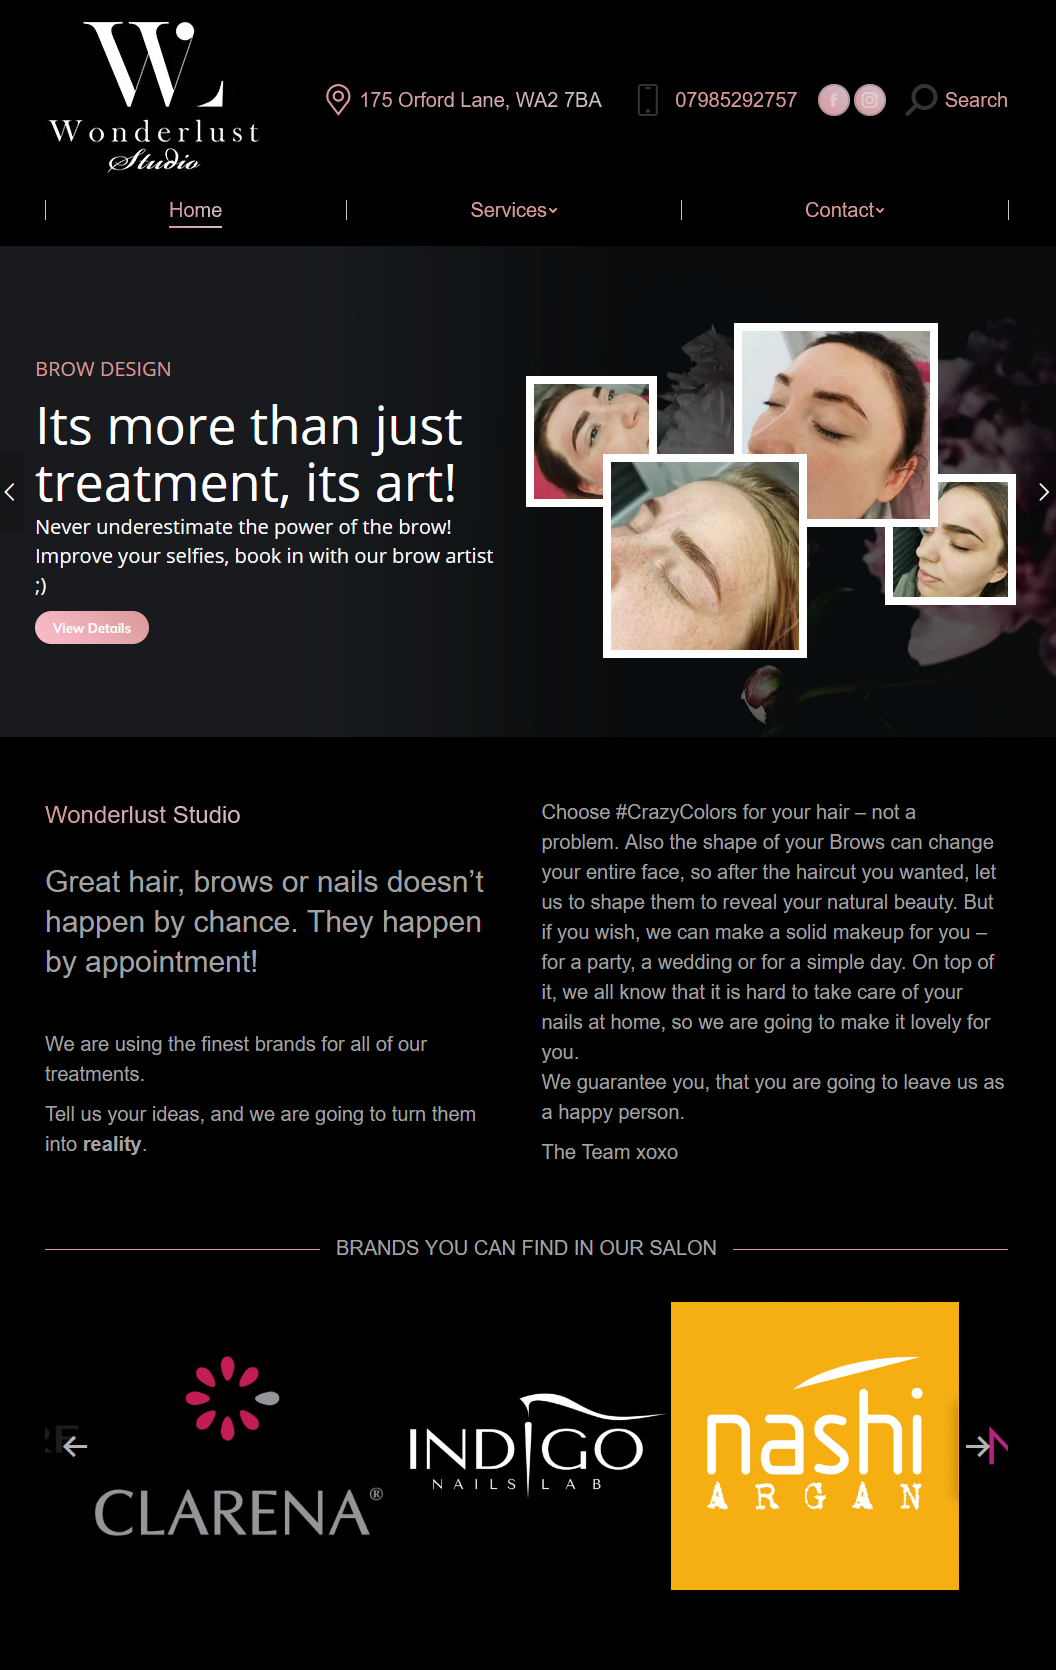 WL
Wonderlust
Studio
175 Orford Lane, WA2 7BA
07985292757
Search
Home
Services
Contact
BROW DESIGN
Its more than just
treatment, its art!
Never underestimate the power of the brow!
Improve your selfies, book in with our brow artist
;)
View Details
Wonderlust Studio
Great hair, brows or nails doesn’t
happen by chance. They happen
by appointment!
We are using the finest brands for all of our
treatments.
Tell us your ideas, and we are going to turn them
into reality.
Choose #CrazyColors for your hair – not a
problem. Also the shape of your Brows can change
your entire face, so after the haircut you wanted, let
us to shape them to reveal your natural beauty. But
if you wish, we can make a solid makeup for you –
for a party, a wedding or for a simple day. On top of
it, we all know that it is hard to take care of your
nails at home, so we are going to make it lovely for
you.
We guarantee you, that you are going to leave us as
a happy person.
The Team xoxo
BRANDS YOU CAN FIND IN OUR SALON
CLARENA®
INDIGO
NAILS LAB
nashi
ARGAN